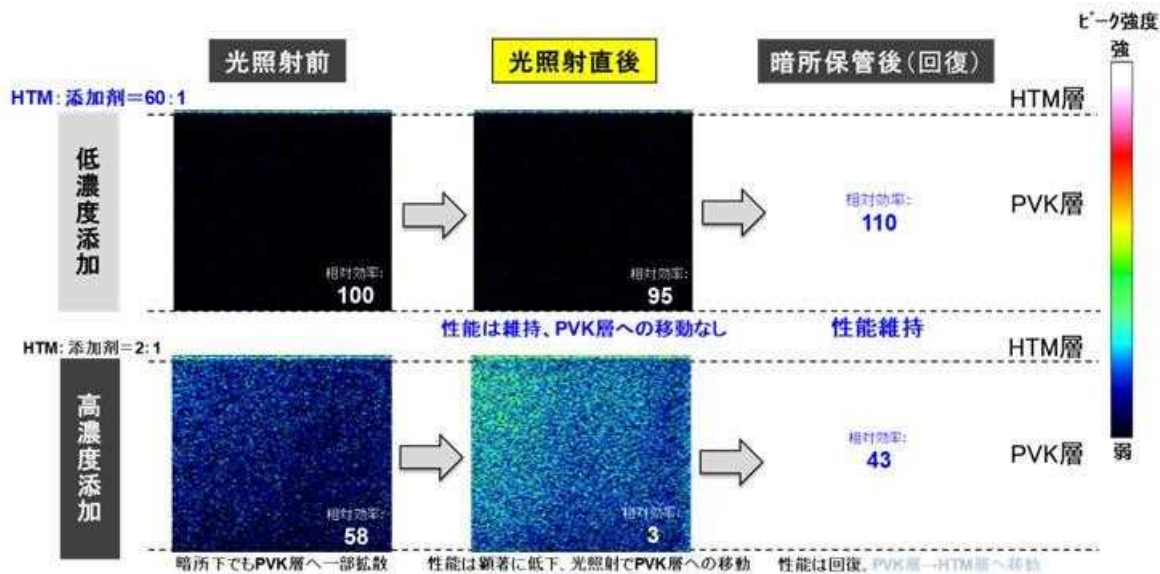 ピーク強度
強
光照射前
光照射直後
暗所保管後(回復)
HTM:添加剤=60:1
HTM層
低濃度添加
相対効率:
100
相対効率:
95
相対効率:
110
PVK層
性能は維持、PVK層への移動なし
性能維持
HTM:添加剤=2:1
HTM層
高濃度添加
相対効率:
58
相対効率:
3
相対効率:
43
PVK層
弱
暗所下でもPVK層へ一部拡散
性能は顕著に低下、光照射でPVK層への移動
性能は回復、PVK層→HTM層へ移動